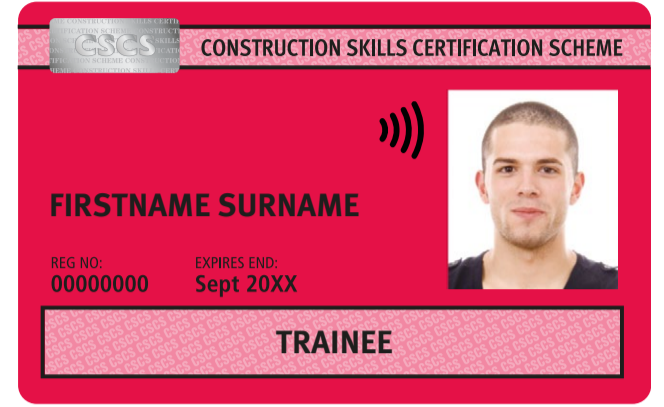 CSCS
CONSTRUCTION SKILLS CERTIFICATION SCHEME
FIRSTNAME SURNAME
REG NO:
00000000
EXPIRES END:
Sept 20XX
TRAINEE